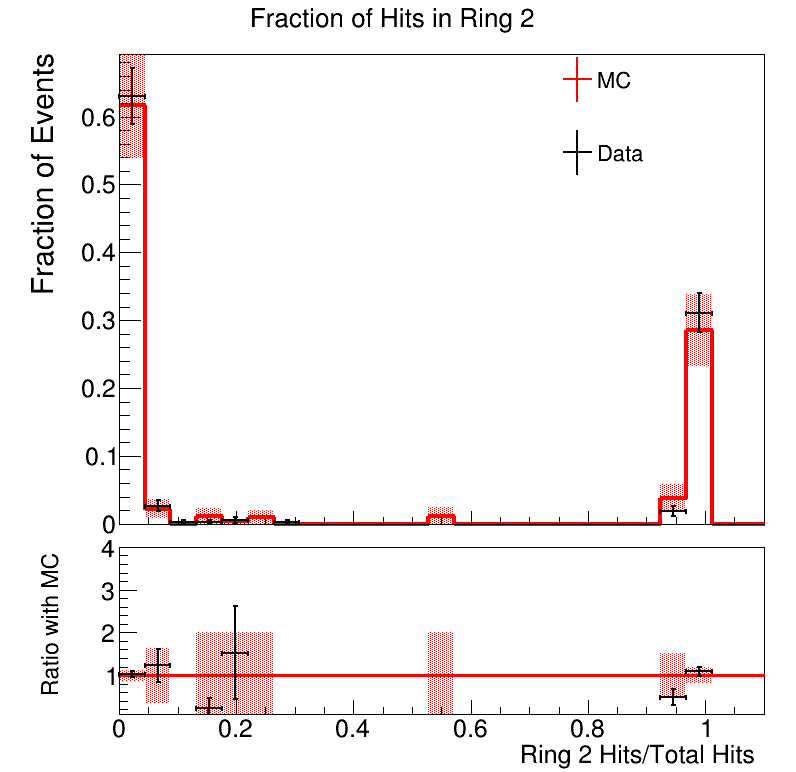 Fraction of Hits in Ring 2
Fraction of Events
0.6
0.5
0.4
0.3
0.2
0.1
0
MC
Data
Ratio with MC
4
3
2
1
0 0.2 0.4 0.6 0.8 1
Ring 2 Hits/Total Hits